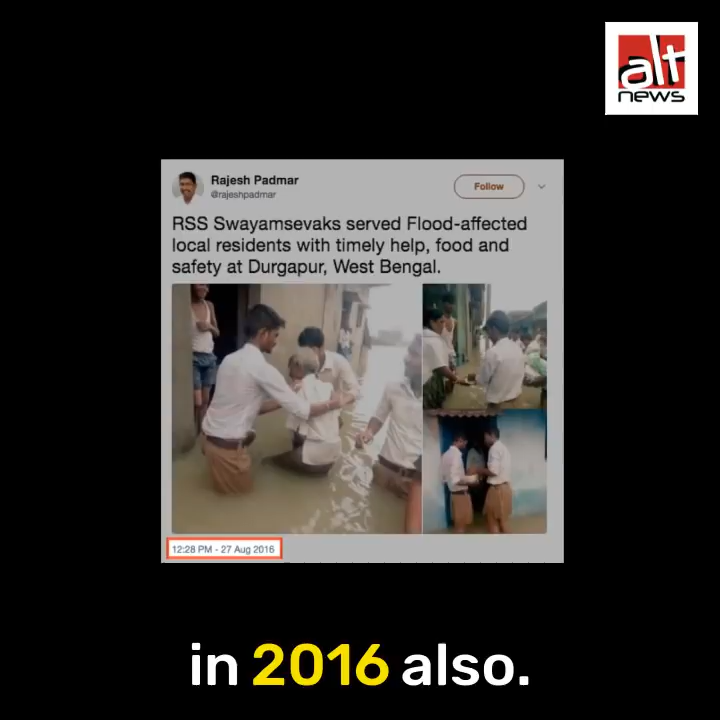 alt
news
Rajesh Padmar
@rajeshpadmar
Follow
RSS Swayamsevaks served Flood-affected
local residents with timely help, food and
safety at Durgapur, West Bengal.
12:28 PM - 27 Aug 2016
in 2016 also.